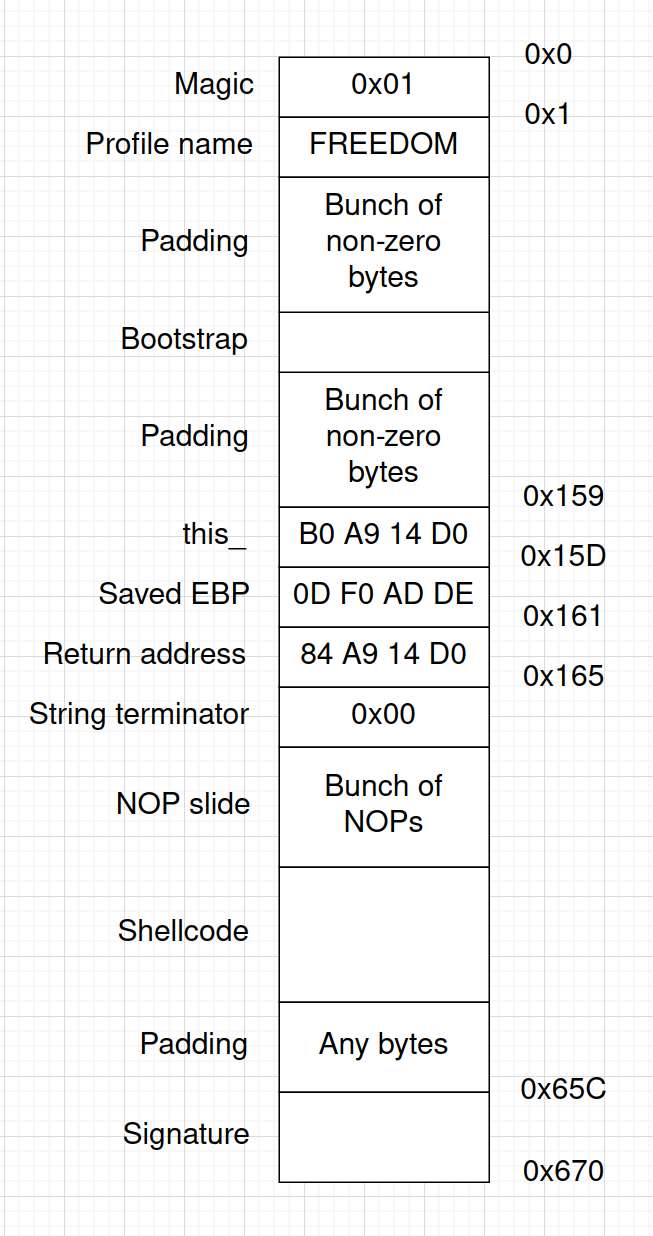 0x0
Magic
0x01
0x1
Profile name
FREEDOM
Padding
Bunch of
non-zero
bytes
Bootstrap
Padding
Bunch of
non-zero
bytes
0x159
this_
B0 A9 14 D0
0x15D
Saved EBP
0D F0 AD DE
0x161
Return address
84 A9 14 D0
0x165
String terminator
0x00
NOP slide
Bunch of
NOPs
Shellcode
Padding
Any bytes
0x65C
Signature
0x670